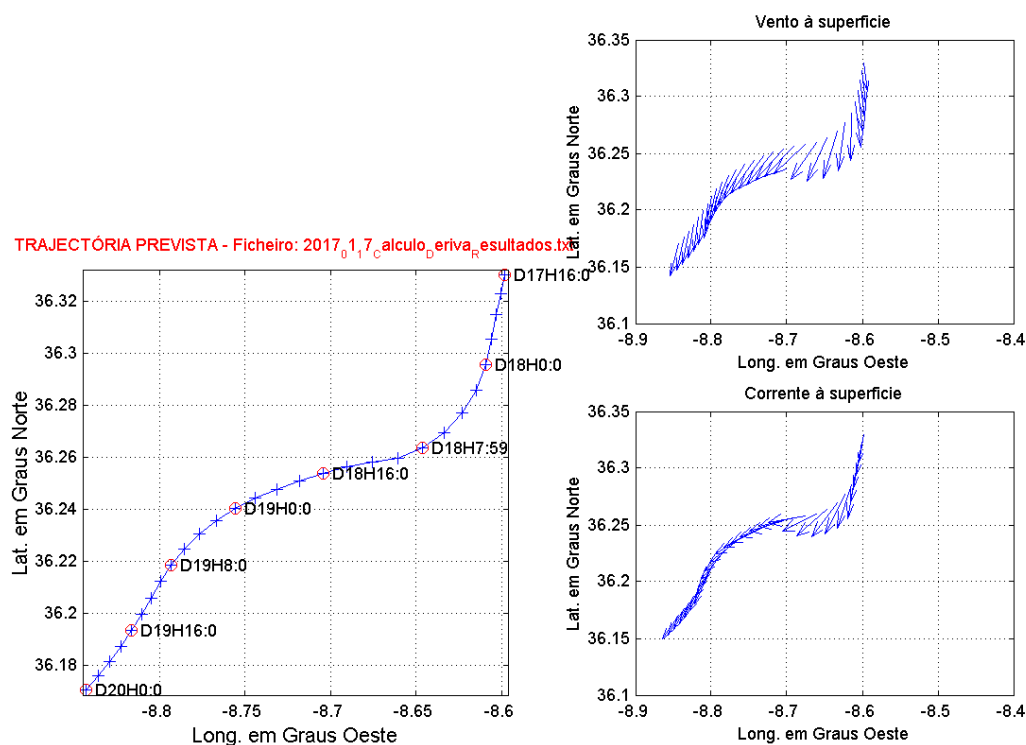 Vento à superficie
36.35
36.3
36.25
36.2
36.15
36.1
Lat. em Graus Norte
-8.9
-8.8
-8.7
-8.6
-8.5
-8.4
Long. em Graus Oeste
TRAJECTÓRIA PREVISTA - Ficheiro: 2017_01_17_Calculo_Deriva_Resultados.tx
36.32
36.3
36.28
36.26
36.24
36.22
36.2
36.18
Lat. em Graus Norte
D17H16:0
D18H0:0
D18H7:59
D18H16:0
D19H0:0
D19H8:0
D19H16:0
D20H0:0
-8.8
-8.75
-8.7
-8.65
-8.6
Long. em Graus Oeste
Corrente à superficie
36.35
36.3
36.25
36.2
36.15
36.1
Lat. em Graus Norte
-8.9
-8.8
-8.7
-8.6
-8.5
-8.4
Long. em Graus Oeste